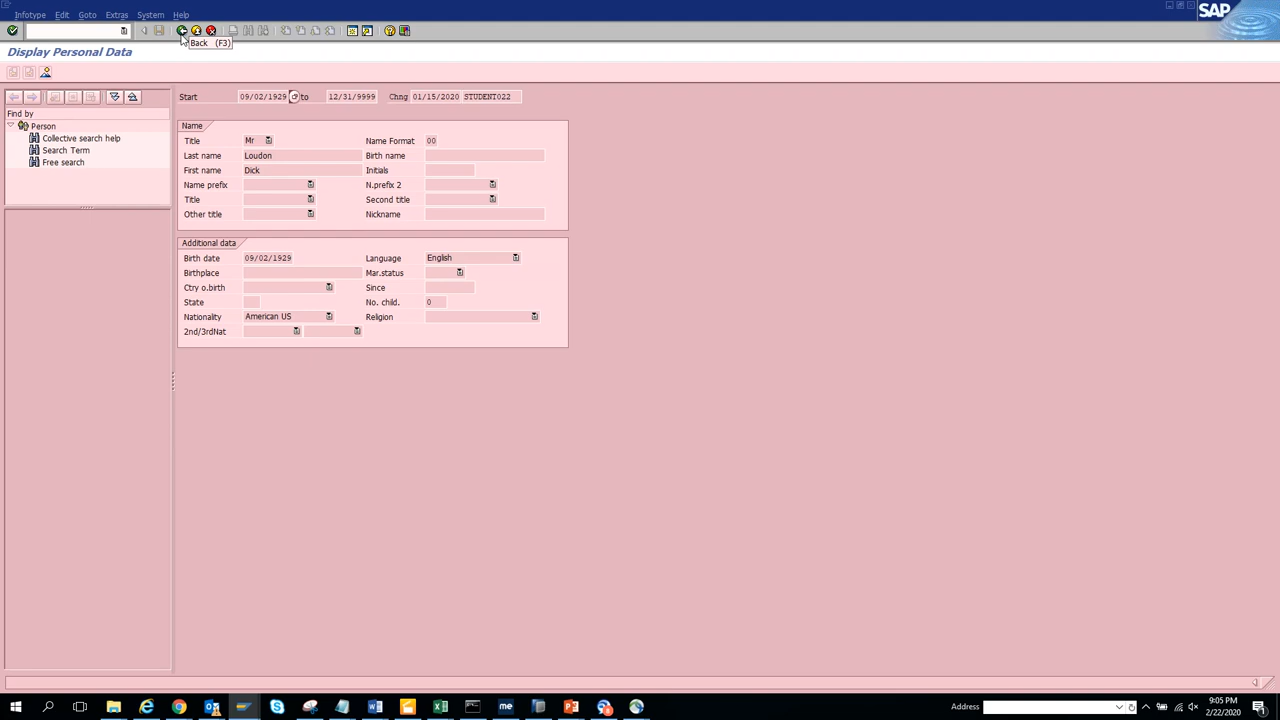 Infotype Edit Goto Extras System Help
SAP
Back (F3)
Display Personal Data
Start 09/02/1929 to 12/31/9999 Chng 01/15/2020 STUDENT022
Find by
Person
Collective search help
Search Term
Free search
Name
Title Mr Name Format 00
Last name Loudon Birth name
First name Dick Initials
Name prefix N.prefix 2
Title Second title
Other title Nickname
Additional data
Birth date 09/02/1929 Language English
Birthplace Mar.status
Ctry o.birth Since
State No. child. 0
Nationality American US Religion
2nd/3rdNat
9:05 PM
Address
2/22/2020